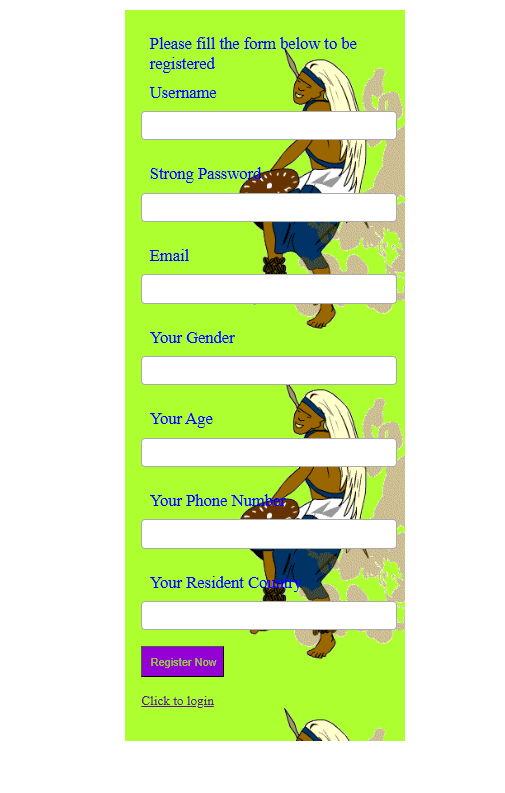 Please fill the form below to be
registered
Username
Strong Password
Email
Your Gender
Your Age
Your Phone Number
Your Resident Country
Register Now
Click to login